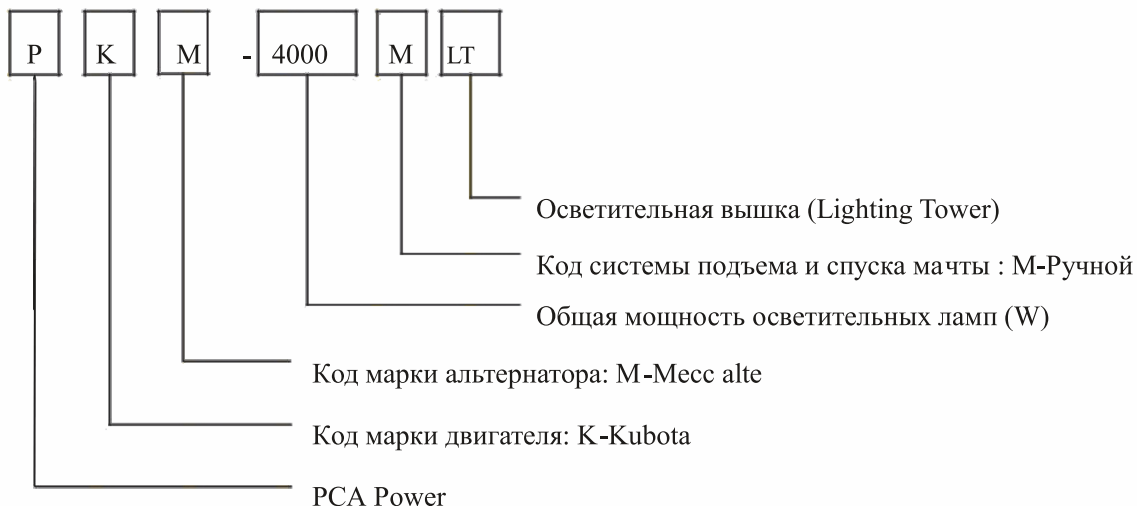 P K M - 4000 M LT
Осветительная вышка (Lighting Tower)
Код системы подъема и спуска мачты : М-Ручной
Общая мощность осветительных ламп (W)
Код марки альтернатора: M-Mecc alte
Код марки двигателя: K-Kubota
PCA Power